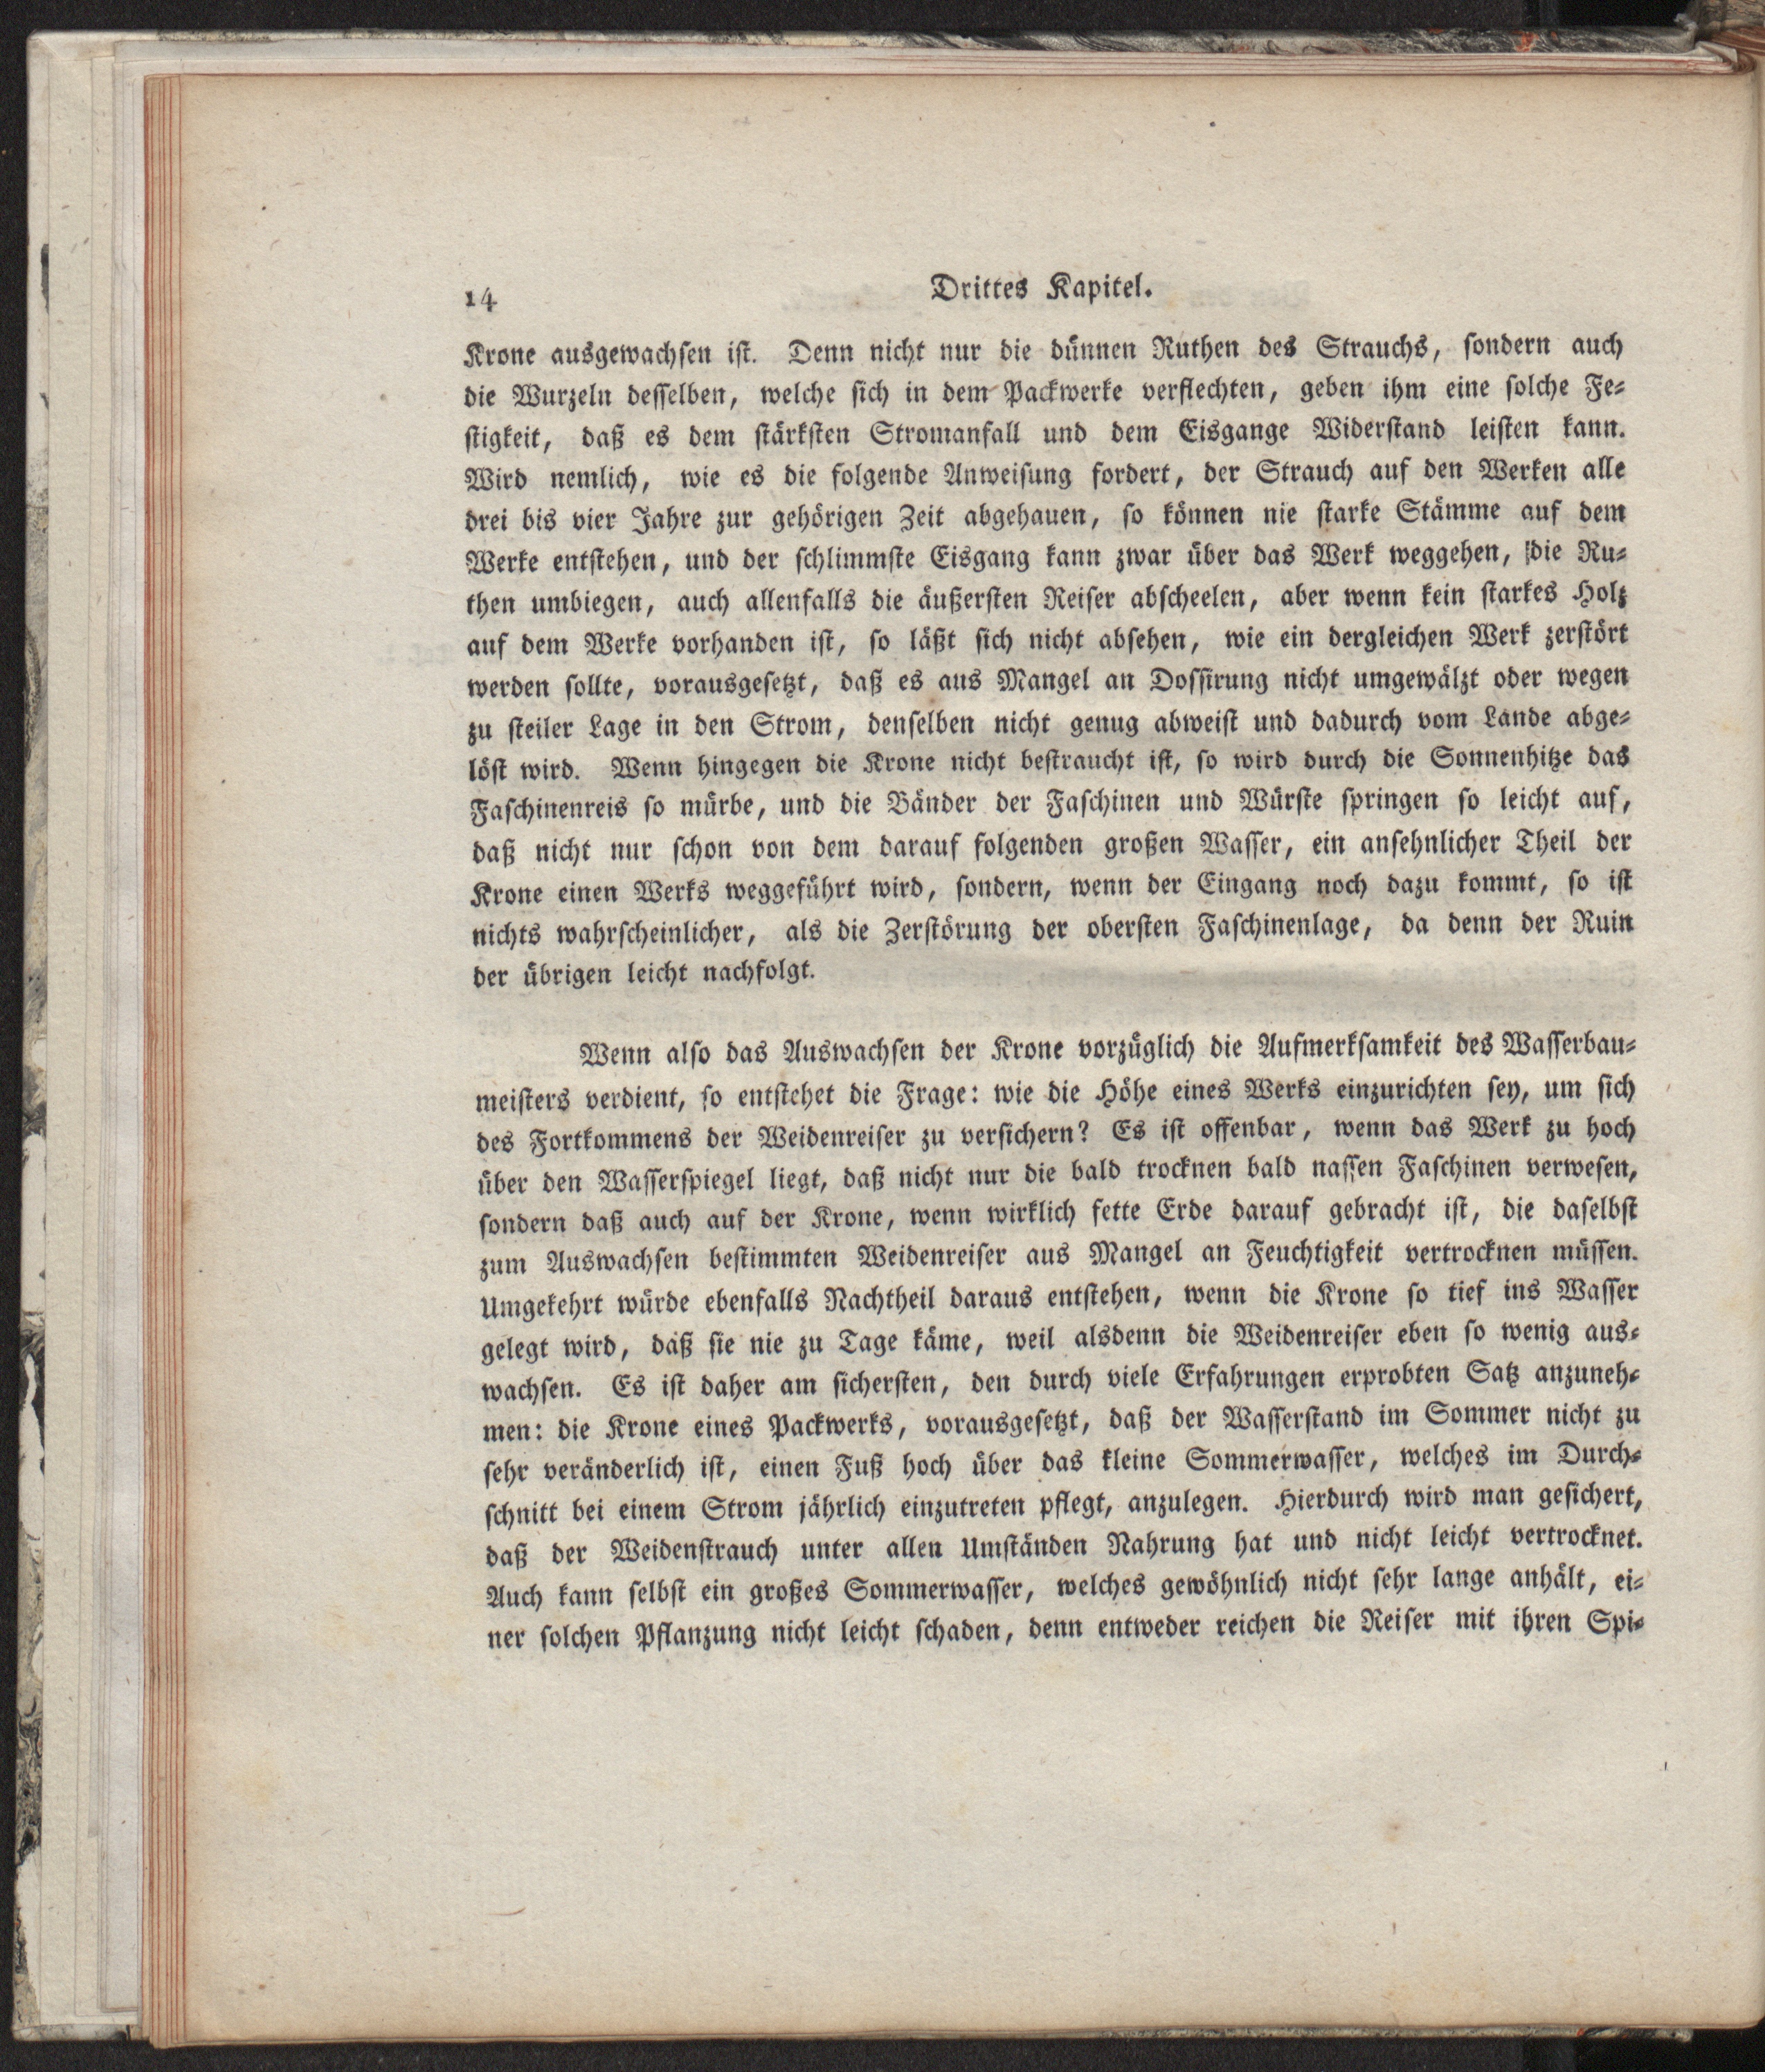 14
Drittes Kapitel.
Krone ausgewachsen ist. Denn nicht nur die dünnen Ruthen des Strauchs, sondern auch
die Wurzeln desselben, welche sich in dem Packwerke verflechten, geben ihm eine solche Fe-
stigkeit, daß es dem stärksten Stromanfall und dem Eisgange Widerstand leisten kann.
Wird nemlich, wie es die folgende Anweisung fordert, der Strauch auf den Werken alle
drei bis vier Jahre zur gehörigen Zeit abgehauen, so können nie starke Stämme auf dem
Werke entstehen, und der schlimmste Eisgang kann zwar über das Werk weggehen, die Ru-
then umbiegen, auch allenfalls die äußersten Reiser abscheelen, aber wenn kein starkes Holz
auf dem Werke vorhanden ist, so läßt sich nicht absehen, wie ein dergleichen Werk zerstört
werden sollte, vorausgesetzt, daß es aus Mangel an Dossirung nicht umgewälzt oder wegen
zu steiler Lage in den Strom, denselben nicht genug abweist und dadurch vom Lande abge-
löst wird. Wenn hingegen die Krone nicht bestraucht ist, so wird durch die Sonnenhitze das
Faschinenreis so mürbe, und die Bänder der Faschinen und Würste springen so leicht auf,
daß nicht nur schon von dem darauf folgenden großen Wasser, ein ansehnlicher Theil der
Krone einen Werks weggeführt wird, sondern, wenn der Eingang noch dazu kommt, so ist
nichts wahrscheinlicher, als die Zerstörung der obersten Faschinenlage, da denn der Ruin
der übrigen leicht nachfolgt.
Wenn also das Auswachsen der Krone vorzüglich die Aufmerksamkeit des Wasserbau-
meisters verdient, so entstehet die Frage: wie die Höhe eines Werks einzurichten sey, um sich
des Fortkommens der Weidenreiser zu versichern? Es ist offenbar, wenn das Werk zu hoch
über den Wasserspiegel liegt, daß nicht nur die bald trocknen bald nassen Faschinen verwesen,
sondern daß auch auf der Krone, wenn wirklich fette Erde darauf gebracht ist, die daselbst
zum Auswachsen bestimmten Weidenreiser aus Mangel an Feuchtigkeit vertrocknen müssen.
Umgekehrt würde ebenfalls Nachtheil daraus entstehen, wenn die Krone so tief ins Wasser
gelegt wird, daß sie nie zu Tage käme, weil alsdenn die Weidenreiser eben so wenig aus-
wachsen. Es ist daher am sichersten, den durch viele Erfahrungen erprobten Satz anzuneh-
men: die Krone eines Packwerks, vorausgesetzt, daß der Wasserstand im Sommer nicht zu
sehr veränderlich ist, einen Fuß hoch über das kleine Sommerwasser, welches im Durch-
schnitt bei einem Strom jährlich einzutreten pflegt, anzulegen. Hierdurch wird man gesichert,
daß der Weidenstrauch unter allen Umständen Nahrung hat und nicht leicht vertrocknet.
Auch kann selbst ein großes Sommerwasser, welches gewöhnlich nicht sehr lange anhält, ei-
ner solchen Pflanzung nicht leicht schaden, denn entweder reichen die Reiser mit ihren Spi-